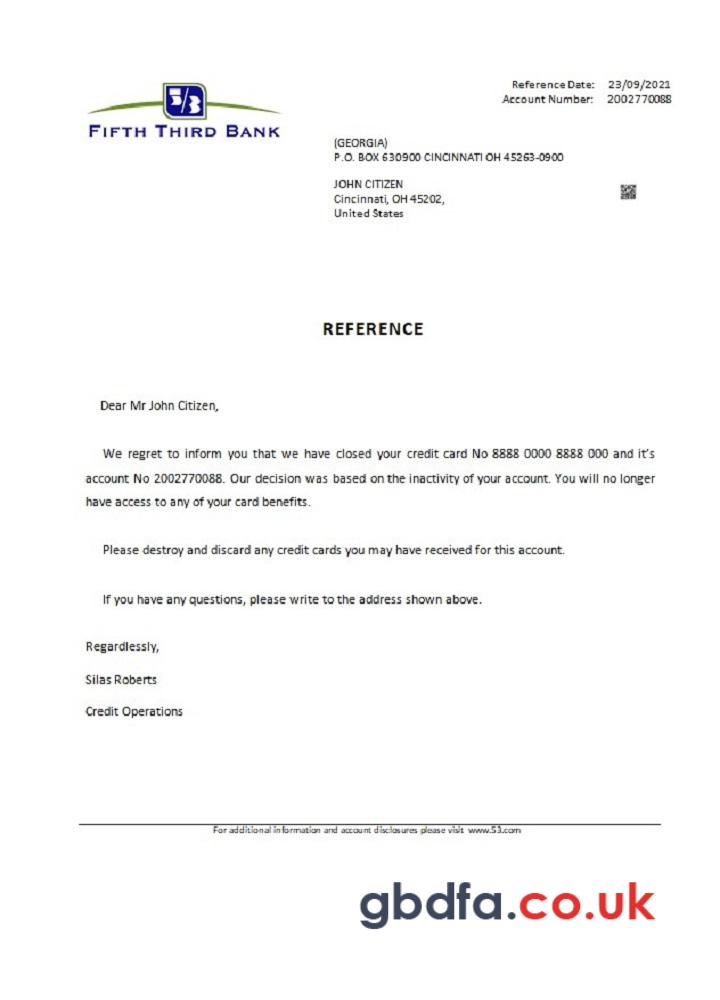 5/3
FIFTH THIRD BANK
Reference Date: 23/09/2021
Account Number: 2002770088
(GEORGIA)
P.O. BOX 630900 CINCINNATI OH 45263-0900
JOHN CITIZEN
Cincinnati, OH 45202,
United States
REFERENCE
Dear Mr John Citizen,
We regret to inform you that we have closed your credit card No 8888 0000 8888 000 and it's
account No 2002770088. Our decision was based on the inactivity of your account. You will no longer
have access to any of your card benefits.
Please destroy and discard any credit cards you may have received for this account.
If you have any questions, please write to the address shown above.
Regardlessly,
Silas Roberts
Credit Operations
For additional information and account disclosures please visit www.53.com
gbdfa.co.uk